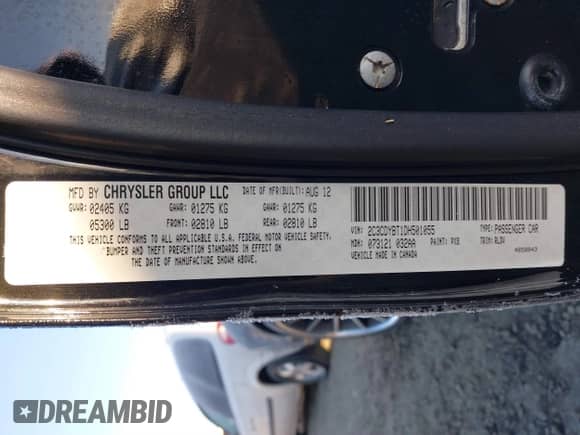 MFD BY CHRYSLER GROUP LLC DATE OF MFR(BUILT): AUG 12
GVWR: 02405 KG GAWR: 01275 KG GAWR: 01275 KG
05300 LB FRONT: 02810 LB REAR: 02810 LB
THIS VEHICLE CONFORMS TO ALL APPLICABLE U.S.A. FEDERAL MOTOR VEHICLE SAFETY,
BUMPER AND THEFT PREVENTION STANDARDS IN EFFECT ON
THE DATE OF MANUFACTURE SHOWN ABOVE.
VIN: 2C3CDYBT1DH501055 TYPE: PASSENGER CAR
MDH: 073121 032AA PAINT: PX8 TRIM: RLDV
VEHICLE MADE IN CANADA
DREAMBID